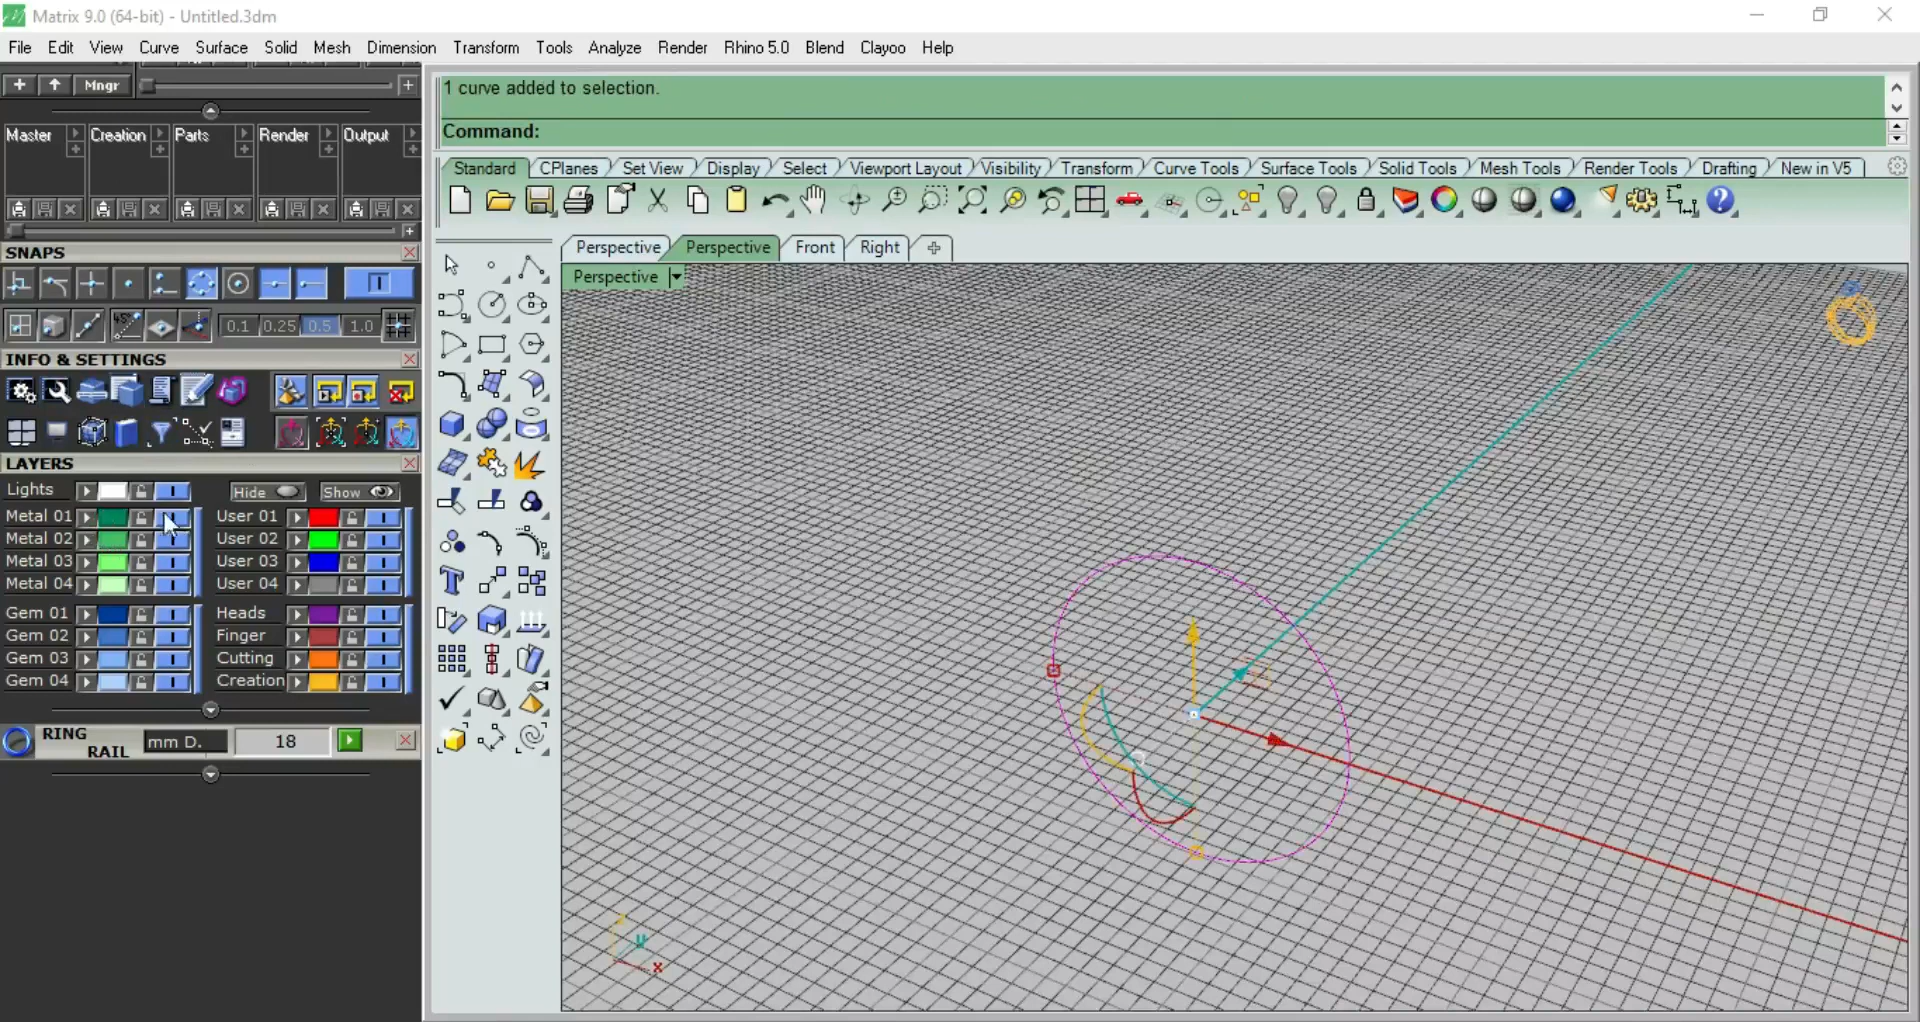 Matrix 9.0 (64-bit) - Untitled.3dm
File Edit View Curve Surface Solid Mesh Dimension Transform Tools Analyze Render Rhino 5.0 Blend Clayoo Help
Mngr
1 curve added to selection.
Command:
Master Creation Parts Render Output
Standard CPlanes Set View Display Select Viewport Layout Visibility Transform Curve Tools Surface Tools Solid Tools Mesh Tools Render Tools Drafting New in V5
SNAPS
Perspective Perspective Front Right
Perspective
45°
0.1 0.25 0.5 1.0
INFO & SETTINGS
LAYERS
Lights Hide Show
Metal 01 User 01
Metal 02 User 02
Metal 03 User 03
Metal 04 User 04
Gem 01 Heads
Gem 02 Finger
Gem 03 Cutting
Gem 04 Creation
RING
RAIL mm D. 18
x